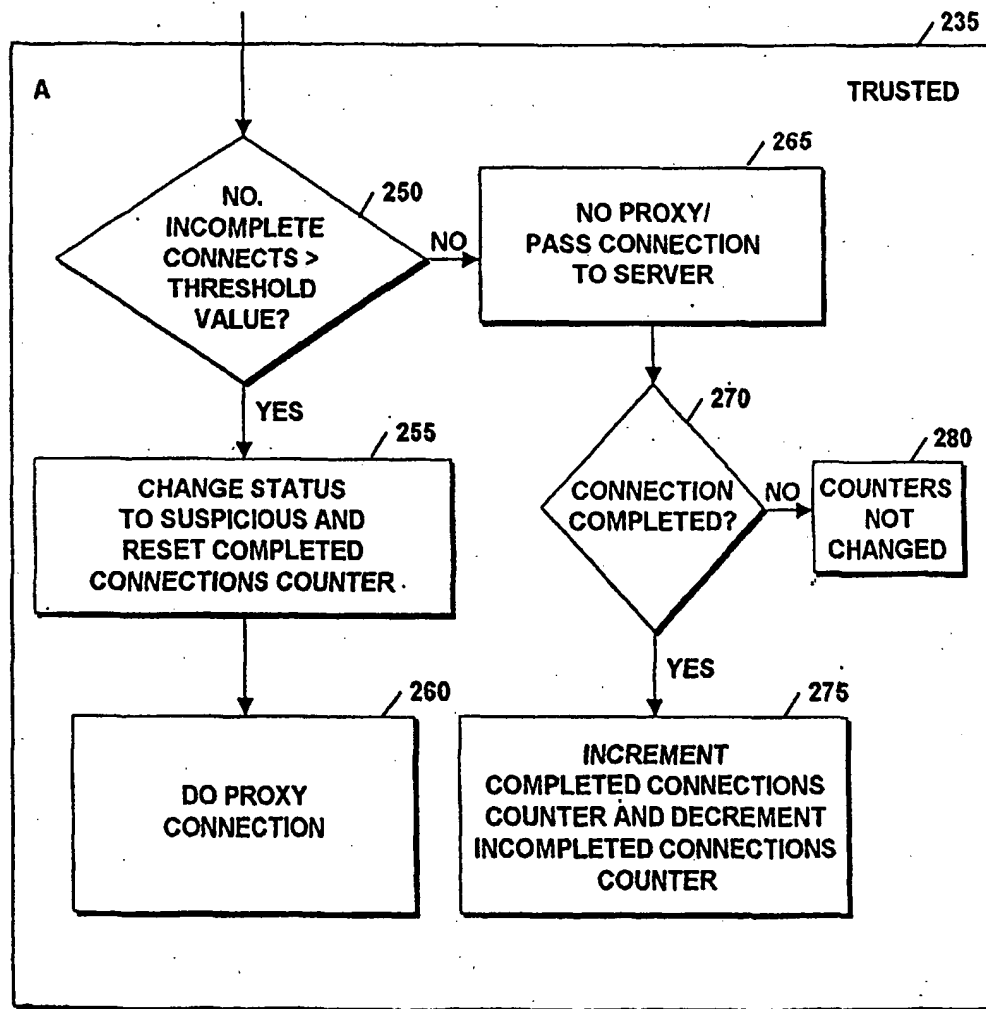 235
A
TRUSTED
NO.
INCOMPLETE
CONNECTS >
THRESHOLD
VALUE?
250
NO
265
NO PROXY/
PASS CONNECTION
TO SERVER
YES
255
CHANGE STATUS
TO SUSPICIOUS AND
RESET COMPLETED
CONNECTIONS COUNTER
270
CONNECTION
COMPLETED?
NO
280
COUNTERS
NOT
CHANGED
260
DO PROXY
CONNECTION
YES
275
INCREMENT
COMPLETED CONNECTIONS
COUNTER AND DECREMENT
INCOMPLETED CONNECTIONS
COUNTER